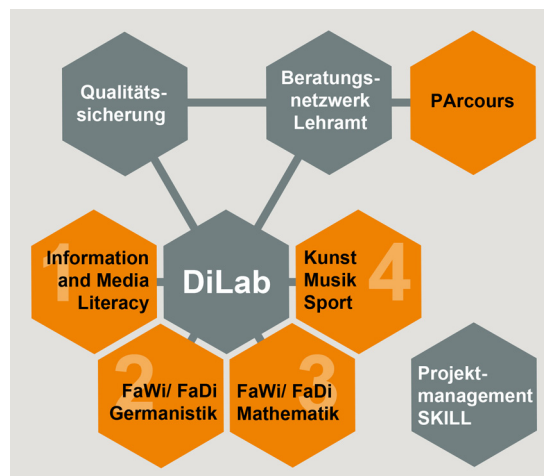 Qualitäts-
sicherung
Beratungs-
netzwerk
Lehramt
PArcours
DiLab
1
Information
and Media
Literacy
2
FaWi/ FaDi
Germanistik
3
FaWi/ FaDi
Mathematik
4
Kunst
Musik
Sport
Projekt-
management
SKILL